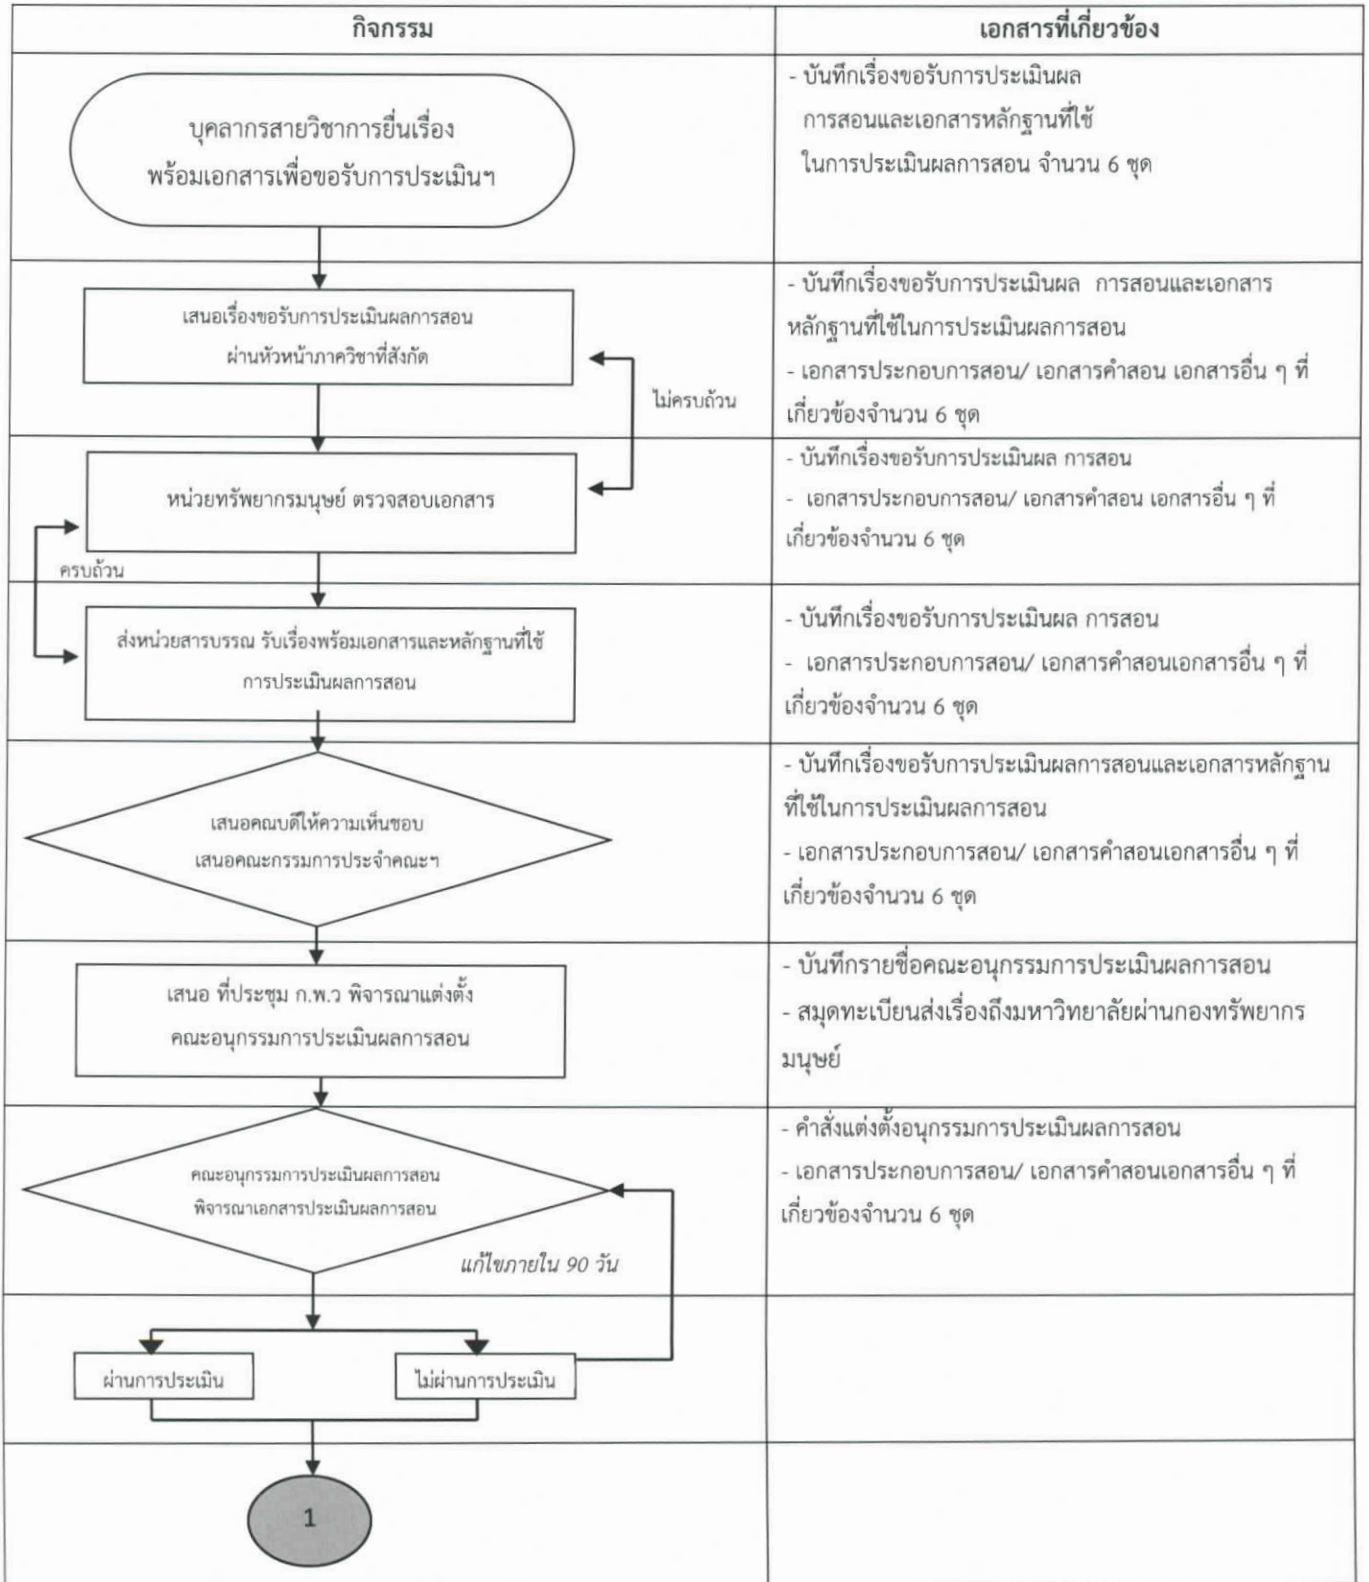 กิจกรรม
เอกสารที่เกี่ยวข้อง
บุคลากรสายวิชาการยื่นเรื่อง
พร้อมเอกสารเพื่อขอรับการประเมินฯ
- บันทึกเรื่องขอรับการประเมินผล
การสอนและเอกสารหลักฐานที่ใช้
ในการประเมินผลการสอน จำนวน 6 ชุด
เสนอเรื่องขอรับการประเมินผลการสอน
ผ่านหัวหน้าภาควิชาที่สังกัด
ไม่ครบถ้วน
- บันทึกเรื่องขอรับการประเมินผล การสอนและเอกสาร
หลักฐานที่ใช้ในการประเมินผลการสอน
- เอกสารประกอบการสอน/ เอกสารคำสอน เอกสารอื่น ๆ ที่
เกี่ยวข้องจำนวน 6 ชุด
หน่วยทรัพยากรมนุษย์ ตรวจสอบเอกสาร
ครบถ้วน
- บันทึกเรื่องขอรับการประเมินผล การสอน
- เอกสารประกอบการสอน/ เอกสารคำสอน เอกสารอื่น ๆ ที่
เกี่ยวข้องจำนวน 6 ชุด
ส่งหน่วยสารบรรณ รับเรื่องพร้อมเอกสารและหลักฐานที่ใช้
การประเมินผลการสอน
- บันทึกเรื่องขอรับการประเมินผล การสอน
- เอกสารประกอบการสอน/ เอกสารคำสอนเอกสารอื่น ๆ ที่
เกี่ยวข้องจำนวน 6 ชุด
เสนอคณบดีให้ความเห็นชอบ
เสนอคณะกรรมการประจำคณะฯ
- บันทึกเรื่องขอรับการประเมินผลการสอนและเอกสารหลักฐาน
ที่ใช้ในการประเมินผลการสอน
- เอกสารประกอบการสอน/ เอกสารคำสอนเอกสารอื่น ๆ ที่
เกี่ยวข้องจำนวน 6 ชุด
เสนอ ที่ประชุม ก.พ.ว พิจารณาแต่งตั้ง
คณะอนุกรรมการประเมินผลการสอน
- บันทึกรายชื่อคณะอนุกรรมการประเมินผลการสอน
- สมุดทะเบียนส่งเรื่องถึงมหาวิทยาลัยผ่านกองทรัพยากร
มนุษย์
คณะอนุกรรมการประเมินผลการสอน
พิจารณาเอกสารประเมินผลการสอน
แก้ไขภายใน 90 วัน
- คำสั่งแต่งตั้งอนุกรรมการประเมินผลการสอน
- เอกสารประกอบการสอน/ เอกสารคำสอนเอกสารอื่น ๆ ที่
เกี่ยวข้องจำนวน 6 ชุด
ผ่านการประเมิน
ไม่ผ่านการประเมิน
1